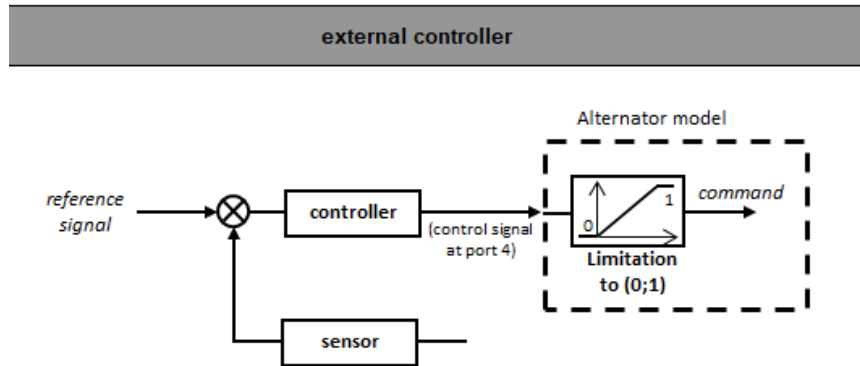 external controller
Alternator model
reference
signal
controller
(control signal
at port 4)
0
1
command
Limitation
to (0;1)
sensor